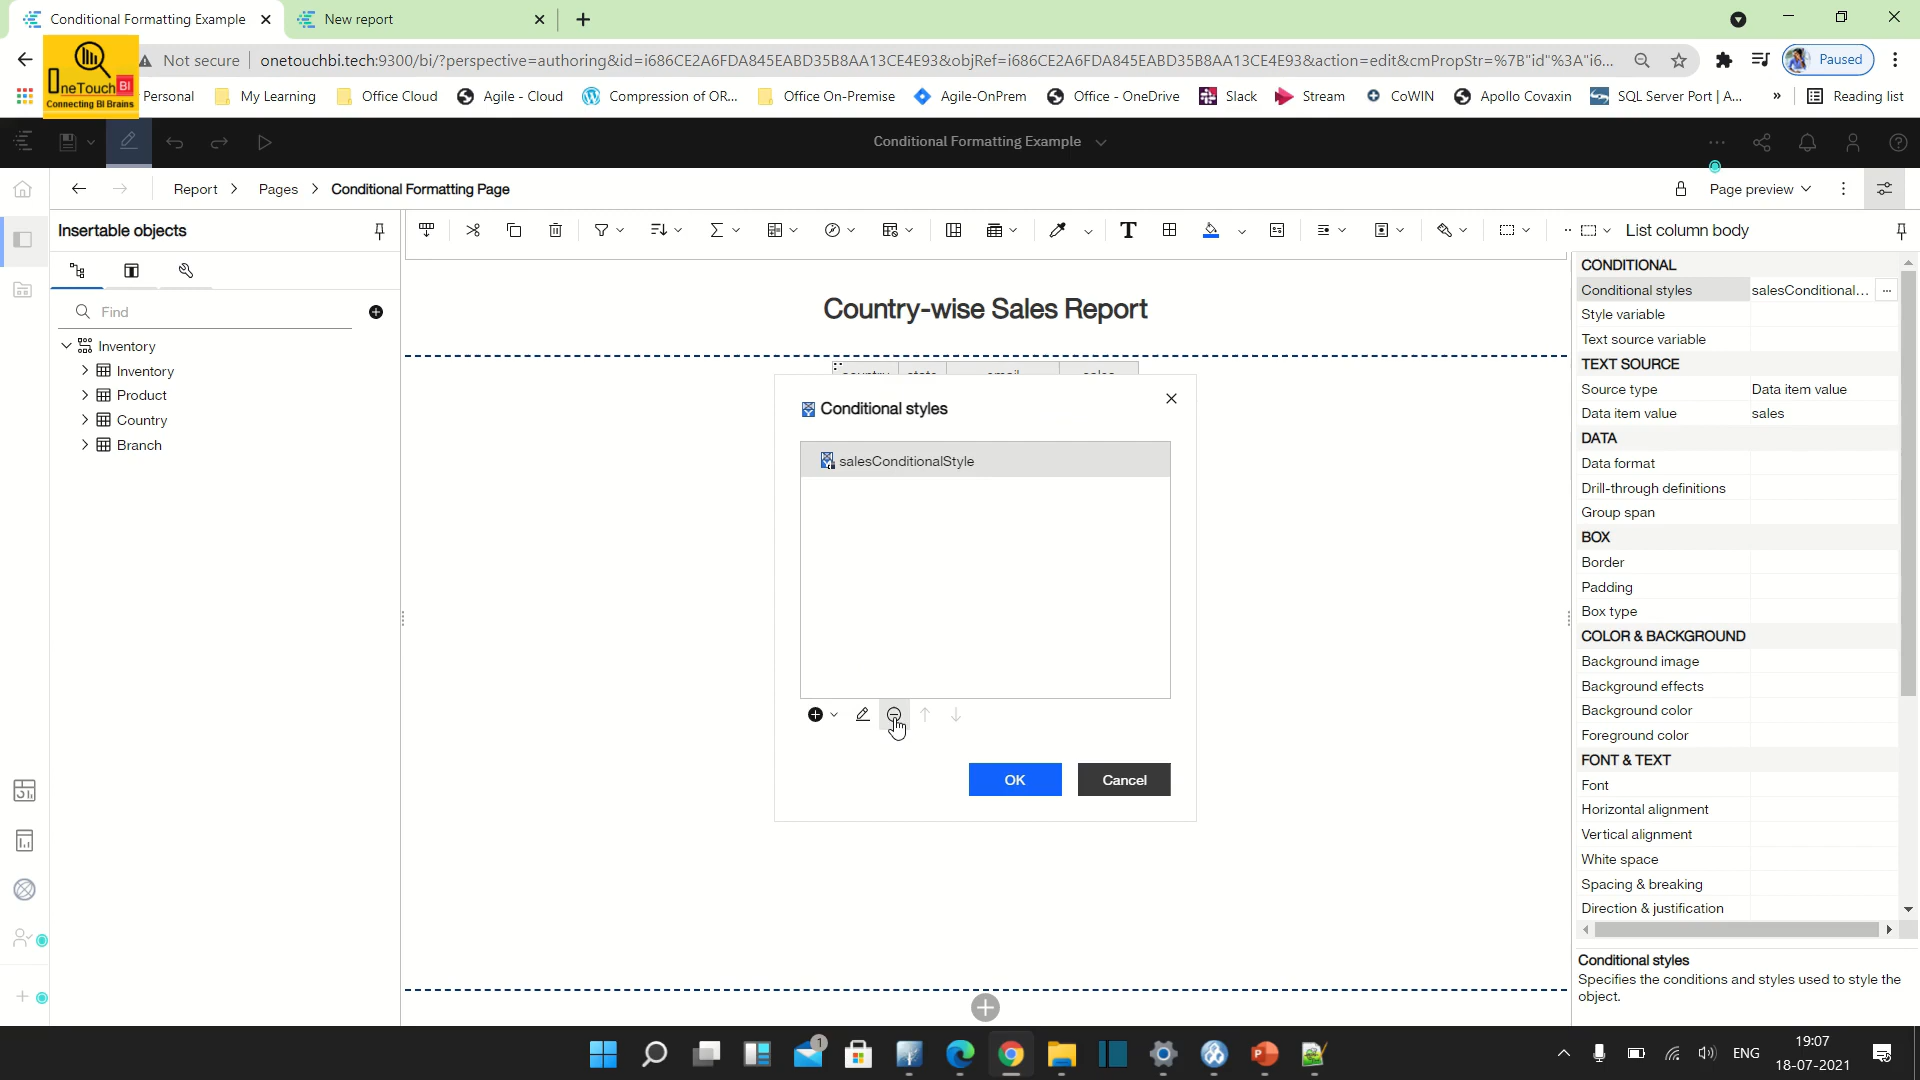 Conditional Formatting Example
New report
Not secure
onetouchbi.tech:9300/bi/?perspective=authoring&id=i686CE2A6FDA845EABD35B8AA13CE4E93&objRef=i686CE2A6FDA845EABD35B8AA13CE4E93&action=edit&cmPropStr=%7B"id"%3A"i6...
Paused
OneTouch BI
Connecting BI Brains
Personal
My Learning
Office Cloud
Agile - Cloud
Compression of OR...
Office On-Premise
Agile-OnPrem
Office - OneDrive
Slack
Stream
CoWIN
Apollo Covaxin
SQL Server Port | A...
»
Reading list
Conditional Formatting Example
Report
Pages
Conditional Formatting Page
Page preview
Insertable objects
Find
Inventory
Inventory
Product
Country
Branch
Country-wise Sales Report
country state email sales
Conditional styles
salesConditionalStyle
OK
Cancel
List column body
CONDITIONAL
Conditional styles salesConditional... ...
Style variable
Text source variable
TEXT SOURCE
Source type Data item value
Data item value sales
DATA
Data format
Drill-through definitions
Group span
BOX
Border
Padding
Box type
COLOR & BACKGROUND
Background image
Background effects
Background color
Foreground color
FONT & TEXT
Font
Horizontal alignment
Vertical alignment
White space
Spacing & breaking
Direction & justification
Conditional styles
Specifies the conditions and styles used to style the
object.
1
ENG
19:07
18-07-2021